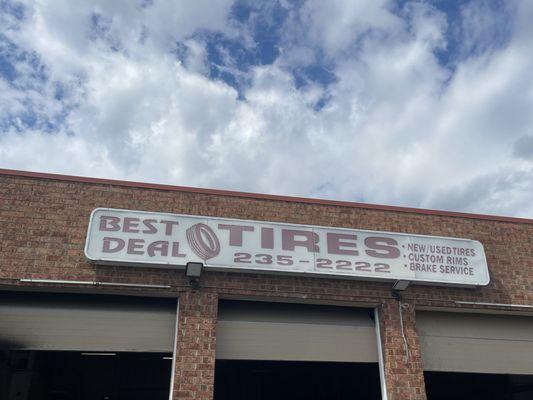 BEST DEAL
TIRES
235-2222
• NEW/USED TIRES
• CUSTOM RIMS
• BRAKE SERVICE